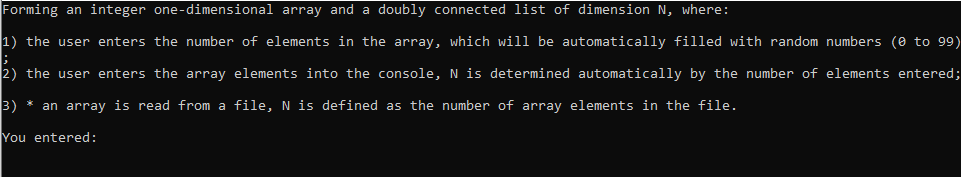 Forming an integer one-dimensional array and a doubly connected list of dimension N, where:
1) the user enters the number of elements in the array, which will be automatically filled with random numbers (0 to 99)
;
2) the user enters the array elements into the console, N is determined automatically by the number of elements entered;
3) * an array is read from a file, N is defined as the number of array elements in the file.
You entered: